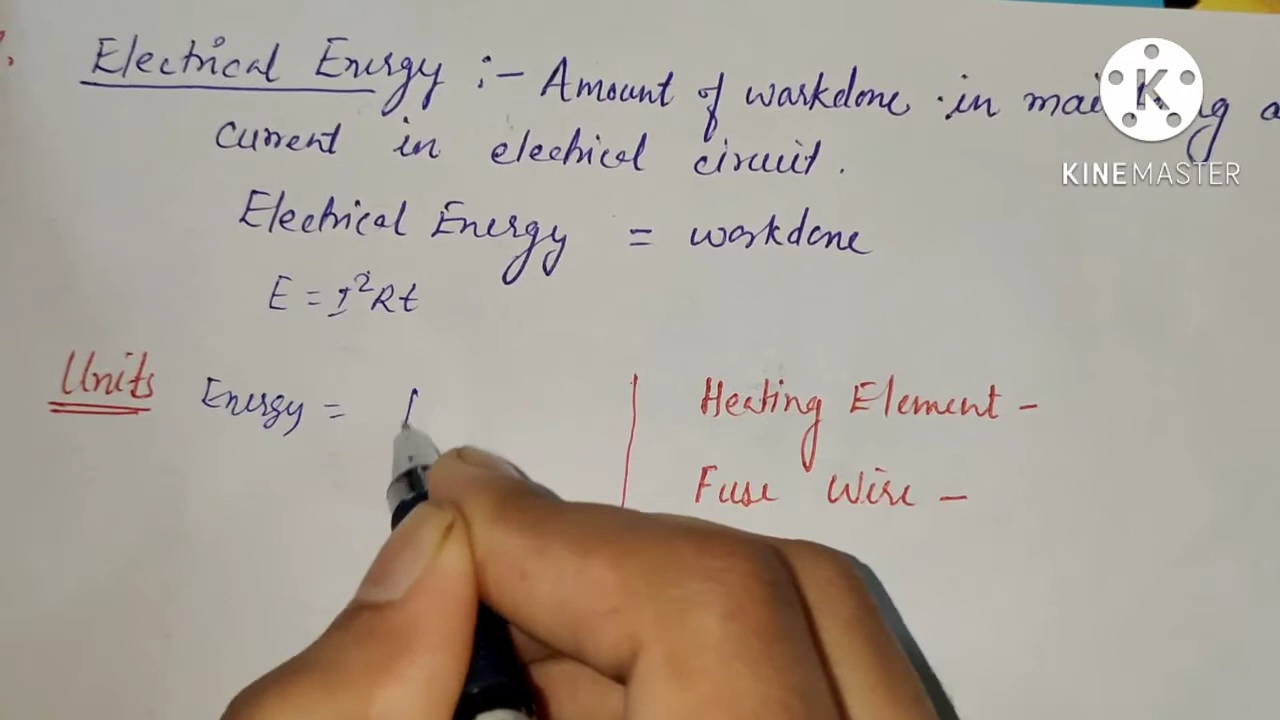 Electrical Energy :- Amount of workdone in
current in electrical circuit.
Electrical Energy = workdone
E = I²Rt
Units Energy =
Heating Element -
Fuse Wire -
KINEMASTER